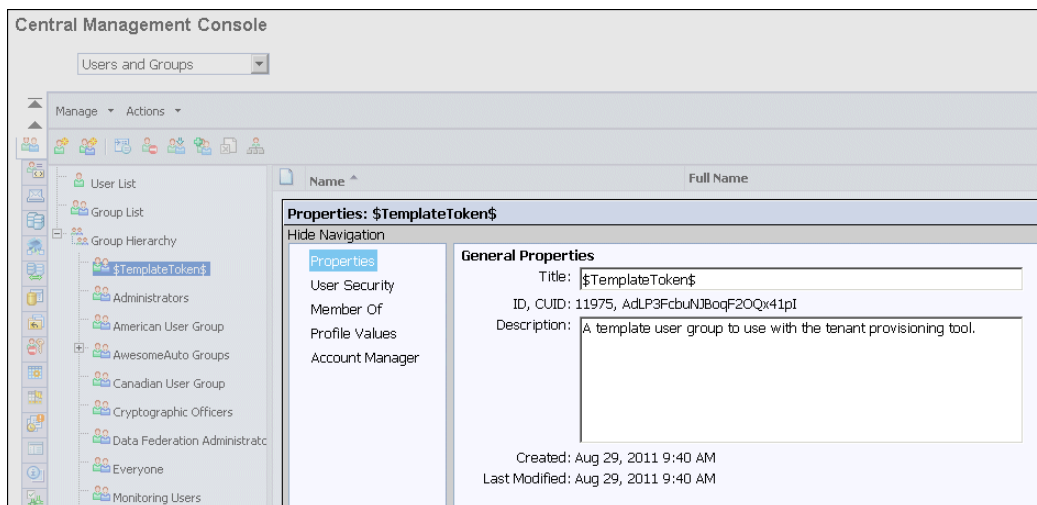 Central Management Console
Users and Groups
Manage Actions
Name Full Name
User List
Group List
Group Hierarchy
$TemplateToken$
Administrators
American User Group
AwesomeAuto Groups
Canadian User Group
Cryptographic Officers
Data Federation Administratc
Everyone
Monitoring Users
Properties: $TemplateToken$
Hide Navigation
Properties
User Security
Member Of
Profile Values
Account Manager
General Properties
Title: $TemplateToken$
ID, CUID: 11975, AdLP3FcbuNJBoqF2OQx41pI
Description: A template user group to use with the tenant provisioning tool.
Created: Aug 29, 2011 9:40 AM
Last Modified: Aug 29, 2011 9:40 AM